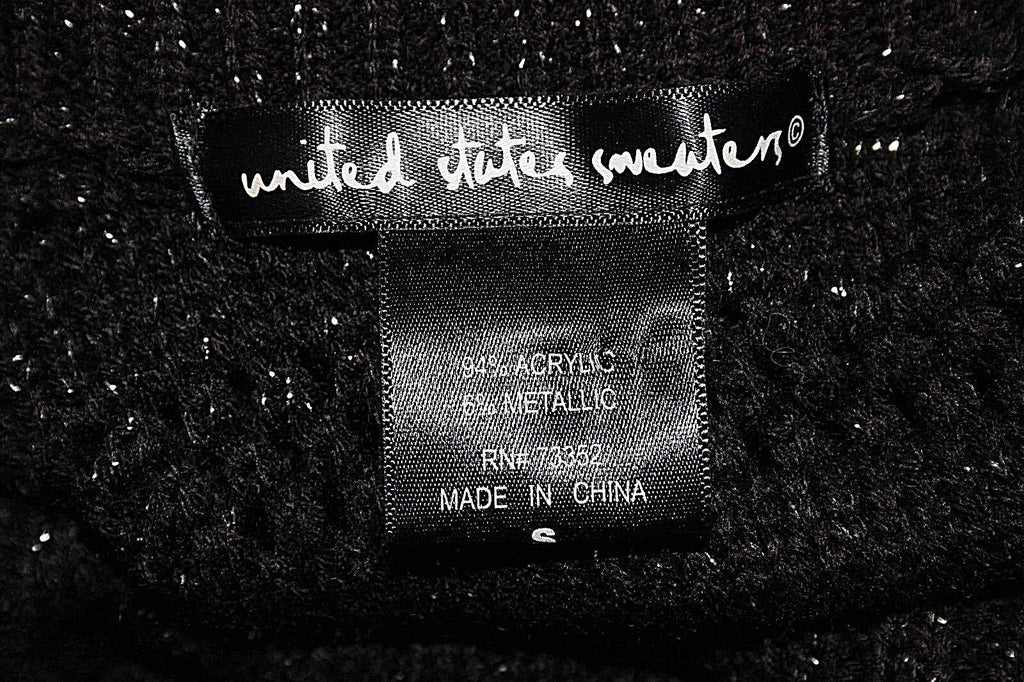 united states sweaters©
94% ACRYLIC
6% METALLIC
RN# 73352
MADE IN CHINA
S